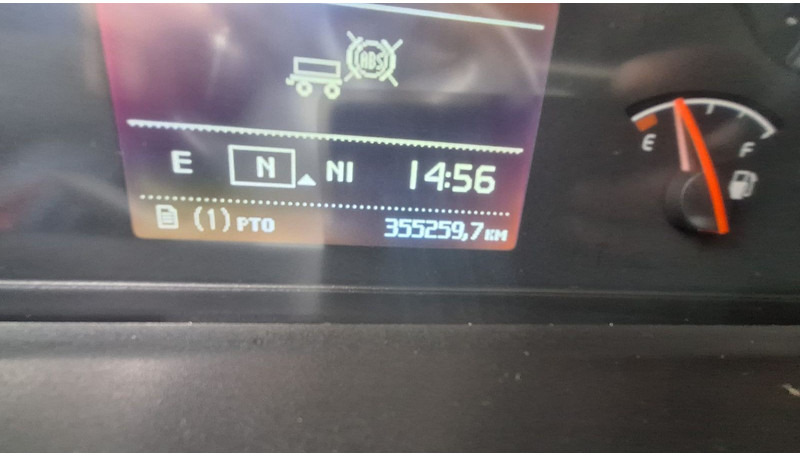 ABS
E N NI 14:56
(1) PTO 355259,7 KM
E F